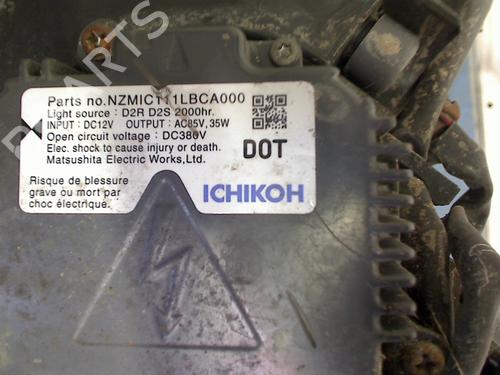 Parts no.NZMIC111LBCA000
Light source : D2R D2S 2000hr.
INPUT : DC12V OUTPUT : AC85V, 35W
Open circuit voltage : DC380V
Elec. shock to cause injury or death.
Matsushita Electric Works,Ltd.
DOT
Risque de blessure
grave ou mort par
choc électrique.
ICHIKOH
PARTS